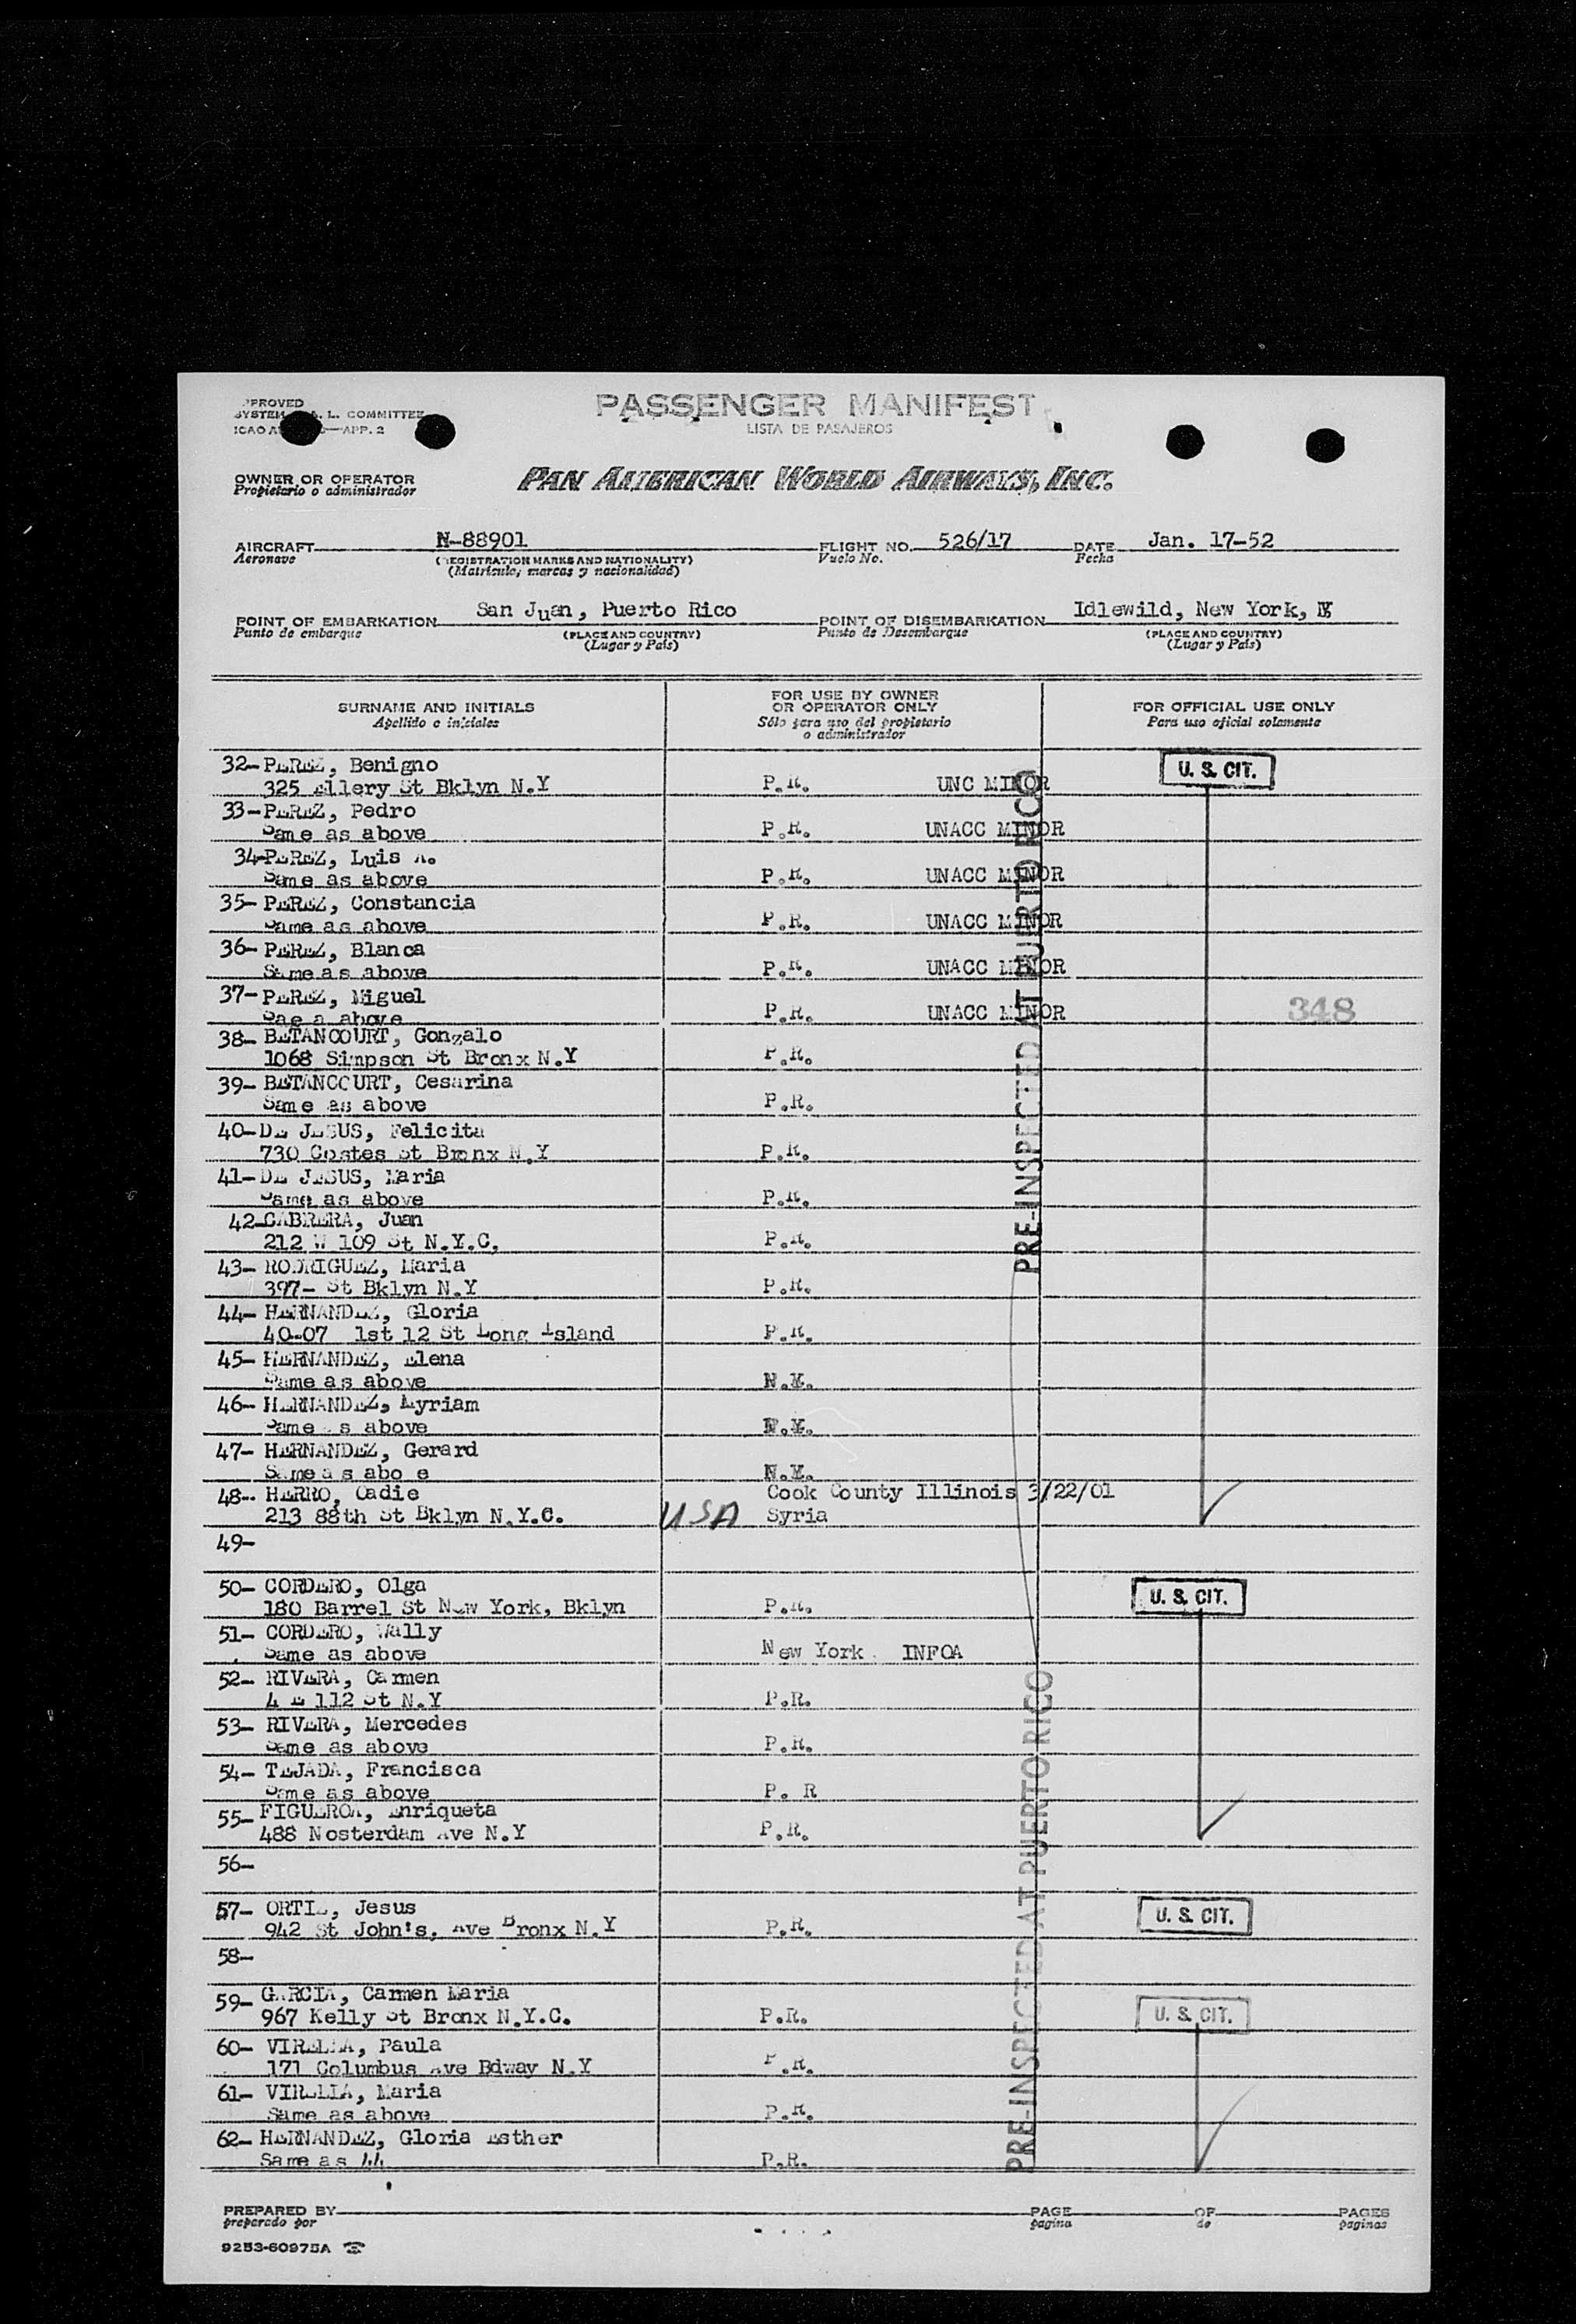 PPROVED
SYSTEM A. L. COMMITTEE
ICAO —APP. 2
PASSENGER MANIFEST
LISTA DE PASAJEROS
OWNER OR OPERATOR
Propietario o administrador
PAN AMERICAN WORLD AIRWAYS, INC.
AIRCRAFT N-88901 FLIGHT NO. 526/17 DATE Jan. 17-52
Aeronave (REGISTRATION MARKS AND NATIONALITY) Vuelo No. Fecha
(Matrícula, marcas y nacionalidad)
POINT OF EMBARKATION San Juan, Puerto Rico POINT OF DISEMBARKATION Idlewild, New York,
Punto de embarque (PLACE AND COUNTRY) Punto de Desembarque (PLACE AND COUNTRY)
(Lugar y País) (Lugar y País)
SURNAME AND INITIALS
Apellido e iniciales
FOR USE BY OWNER
OR OPERATOR ONLY
Sólo para uso del propietario
o administrador
FOR OFFICIAL USE ONLY
Para uso oficial solamente
32- PEREZ, Benigno U. S. CIT.
325 Ellery St Bklyn N.Y P.R. UNC MINOR
33- PEREZ, Pedro
Same as above P.R. UNACC MINOR
34- PEREZ, Luis A.
Same as above P.R. UNACC MINOR
35- PEREZ, Constancia
Same as above P.R. UNACC MINOR
36- PEREZ, Blanca
Same as above P.R. UNACC MINOR
37- PEREZ, Miguel
Sae a above P.R. UNACC MINOR 348
38- BETANCOURT, Gonzalo
1068 Simpson St Bronx N.Y P.R.
39- BETANCOURT, Cesarina
Same as above P.R.
40- DE JESUS, Felicita
730 Costes St Bronx N.Y P.R.
41- DE JESUS, Maria
Same as above P.R.
42- CABRERA, Juan
212 W 109 St N.Y.C, P.R.
43- RODRIGUEZ, Maria
397- St Bklyn N.Y P.R.
44- HERNANDEZ, Gloria
40-07 1st 12 St Long Island P.R.
45- HERNANDEZ, Elena
Same as above N.Y.
46- HERNANDEZ, Myriam
Same s above N.Y.
47- HERNANDEZ, Gerard
Same a s abo e N.Y.
48-. HERRO, Cadie Cook County Illinois 3/22/01
213 88th St Bklyn N.Y.C. USA Syria
49-
50- CORDERO, Olga U. S. CIT.
180 Barrel St New York, Bklyn P.R.
51- CORDERO, Wally
Same as above New York INFOA
52- RIVERA, Carmen
4 E 112 St N.Y P.R.
53- RIVERA, Mercedes
Same as above P.R.
54- TEJADA, Francisca
Same as above P. R
55- FIGUEROA, Enriqueta
488 Nosterdam Ave N.Y P.R.
56-
57- ORTIZ, Jesus U. S. CIT.
942 St John's, Ave Bronx N.Y P.R.
58-
59- GARCIA, Carmen Maria
967 Kelly St Bronx N.Y.C. P.R. U. S. CIT.
60- VIRELLA, Paula
171 Columbus Ave Bdway N.Y P.R.
61- Maria
Same as above P.R.
62- HERNANDEZ, Gloria Esther
Same as 44 P.R.
PRE-INSPECTED AT PUERTO RICO
PRE-INSPECTED AT PUERTO RICO
PREPARED BY PAGE OF PAGES
preparado por pagina de paginas
9253-60975A